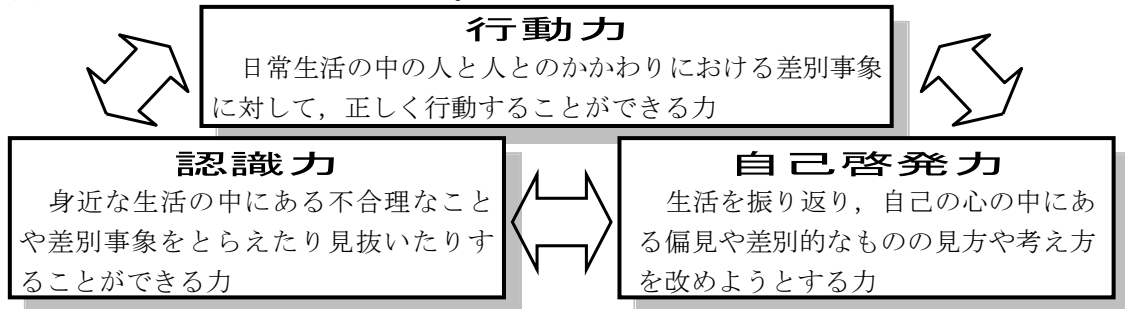 行動力
日常生活の中の人と人とのかかわりにおける差別事象
に対して，正しく行動することができる力
認識力
身近な生活の中にある不合理なこと
や差別事象をとらえたり見抜いたりす
ることができる力
自己啓発力
生活を振り返り，自己の心の中にあ
る偏見や差別的なものの見方や考え方
を改めようとする力